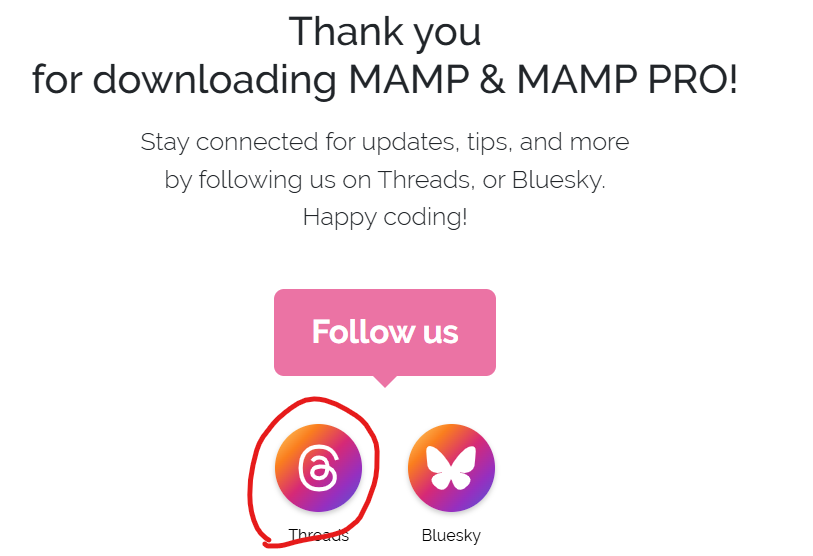 Thank you
for downloading MAMP & MAMP PRO!
Stay connected for updates, tips, and more
by following us on Threads, or Bluesky.
Happy coding!
Follow us
Threads Bluesky